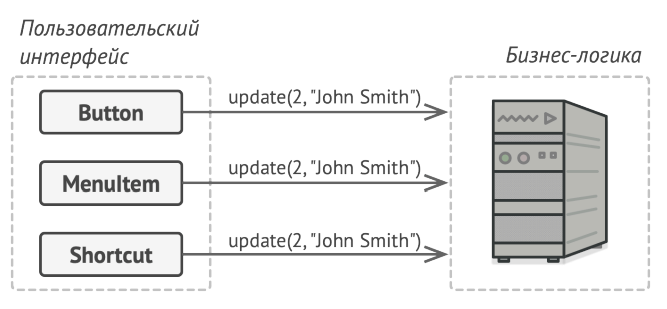 Пользовательский
интерфейс
Бизнес-логика
Button
update(2, "John Smith")
MenuItem
update(2, "John Smith")
Shortcut
update(2, "John Smith")